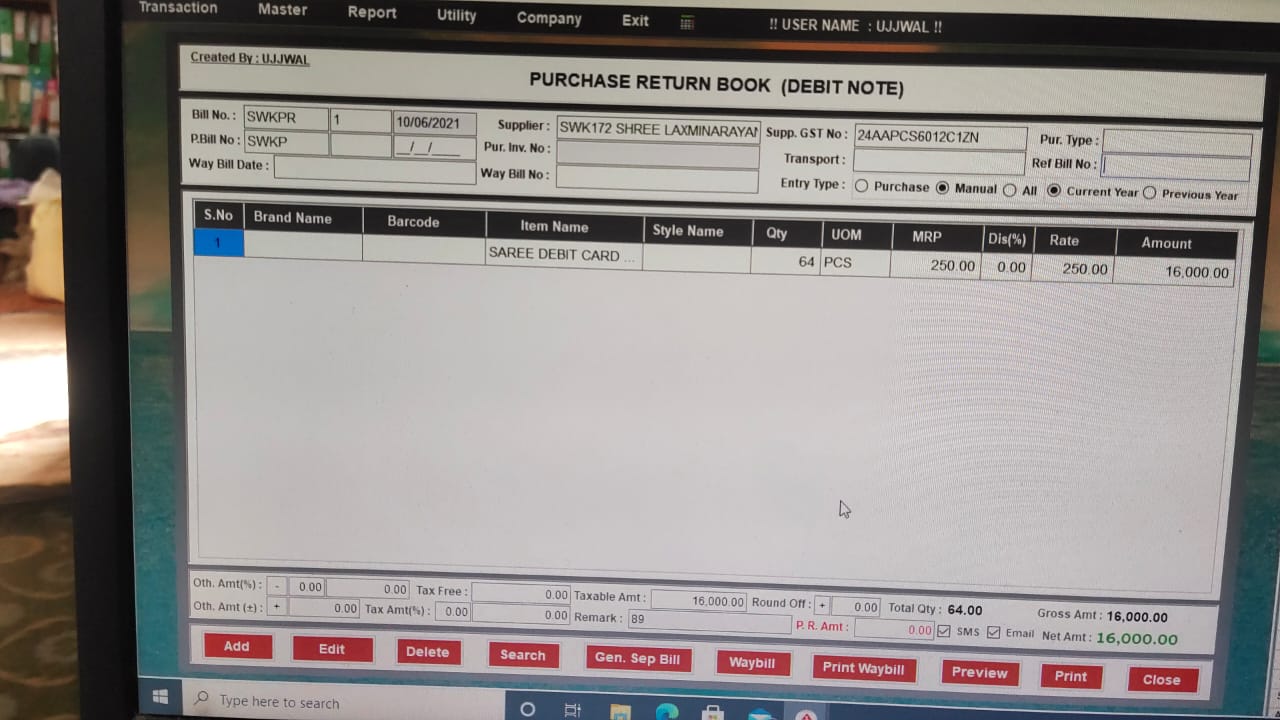 Transaction Master Report Utility Company Exit !! USER NAME : UJJWAL !!
Created By : UJJWAL
PURCHASE RETURN BOOK (DEBIT NOTE)
Bill No. : SWKPR 1 10/06/2021 Supplier : SWK172 SHREE LAXMINARAYAN Supp. GST No : 24AAPCS6012C1ZN Pur. Type :
P.Bill No : SWKP __/__/____ Pur. Inv. No : Transport : Ref Bill No :
Way Bill Date : Way Bill No : Entry Type : Purchase Manual All Current Year Previous Year
S.No Brand Name Barcode Item Name Style Name Qty UOM MRP Dis(%) Rate Amount
1 SAREE DEBIT CARD ... 64 PCS 250.00 0.00 250.00 16,000.00
Oth. Amt(%) : - 0.00 0.00 Tax Free : 0.00 Taxable Amt : 16,000.00 Round Off : + 0.00 Total Qty : 64.00 Gross Amt : 16,000.00
Oth. Amt (±) : + 0.00 Tax Amt(%) : 0.00 0.00 Remark : 89 P. R. Amt : 0.00 SMS Email Net Amt : 16,000.00
Add Edit Delete Search Gen. Sep Bill Waybill Print Waybill Preview Print Close
Type here to search